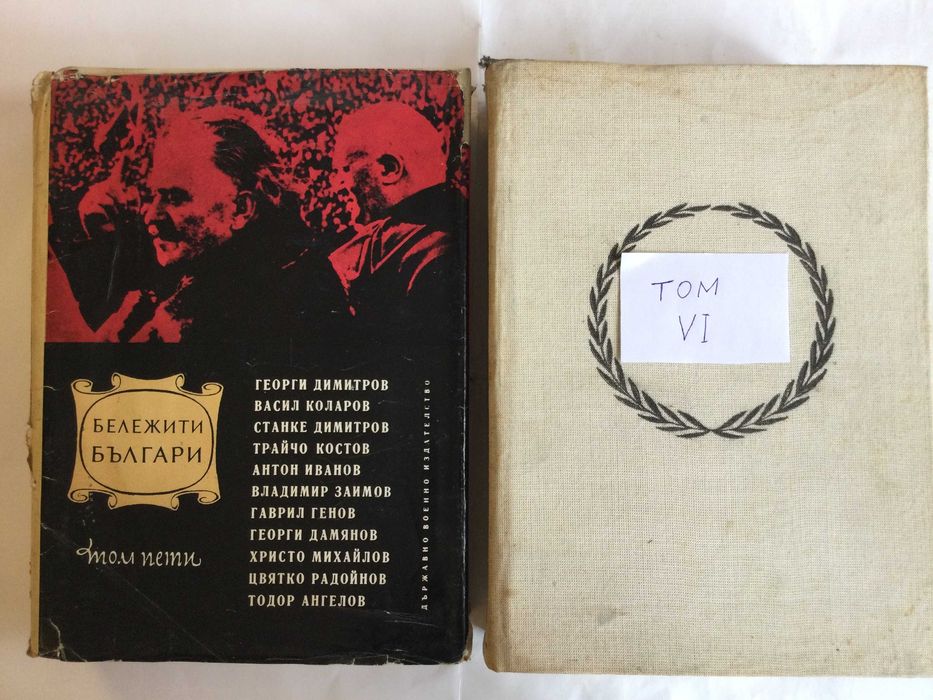 БЕЛЕЖИТИ
БЪЛГАРИ
том пети
ГЕОРГИ ДИМИТРОВ
ВАСИЛ КОЛАРОВ
СТАНКЕ ДИМИТРОВ
ТРАЙЧО КОСТОВ
АНТОН ИВАНОВ
ВЛАДИМИР ЗАИМОВ
ГАВРИЛ ГЕНОВ
ГЕОРГИ ДАМЯНОВ
ХРИСТО МИХАЙЛОВ
ЦВЯТКО РАДОЙНОВ
ТОДОР АНГЕЛОВ
ДЪРЖАВНО ВОЕННО ИЗДАТЕЛСТВО
ТОМ
VI